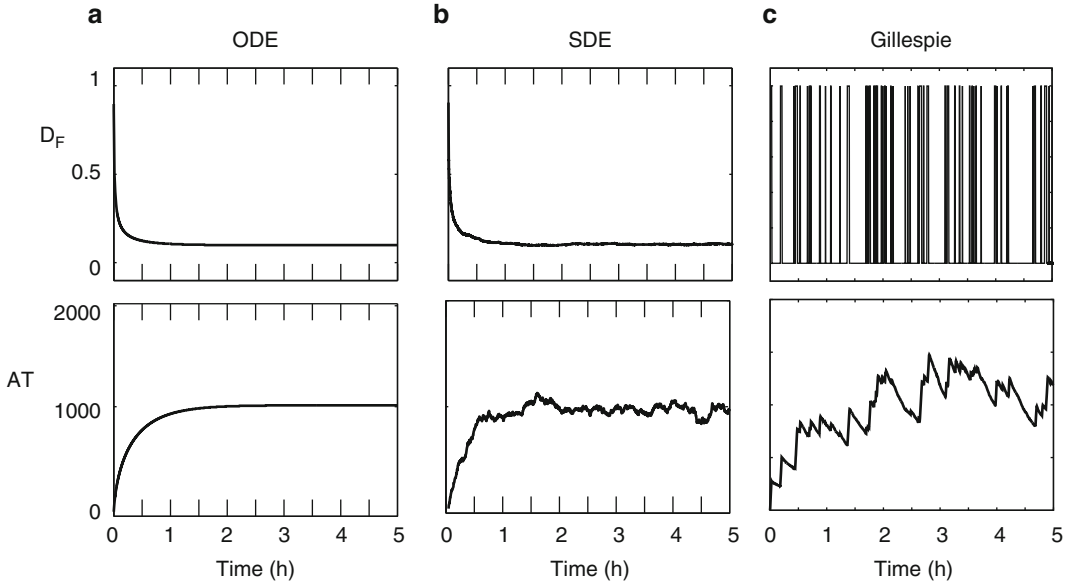 a
ODE
b
SDE
c
Gillespie
D_F
1
0.5
0
AT
2000
1000
0
0 1 2 3 4 5
0 1 2 3 4 5
0 1 2 3 4 5
Time (h)
Time (h)
Time (h)